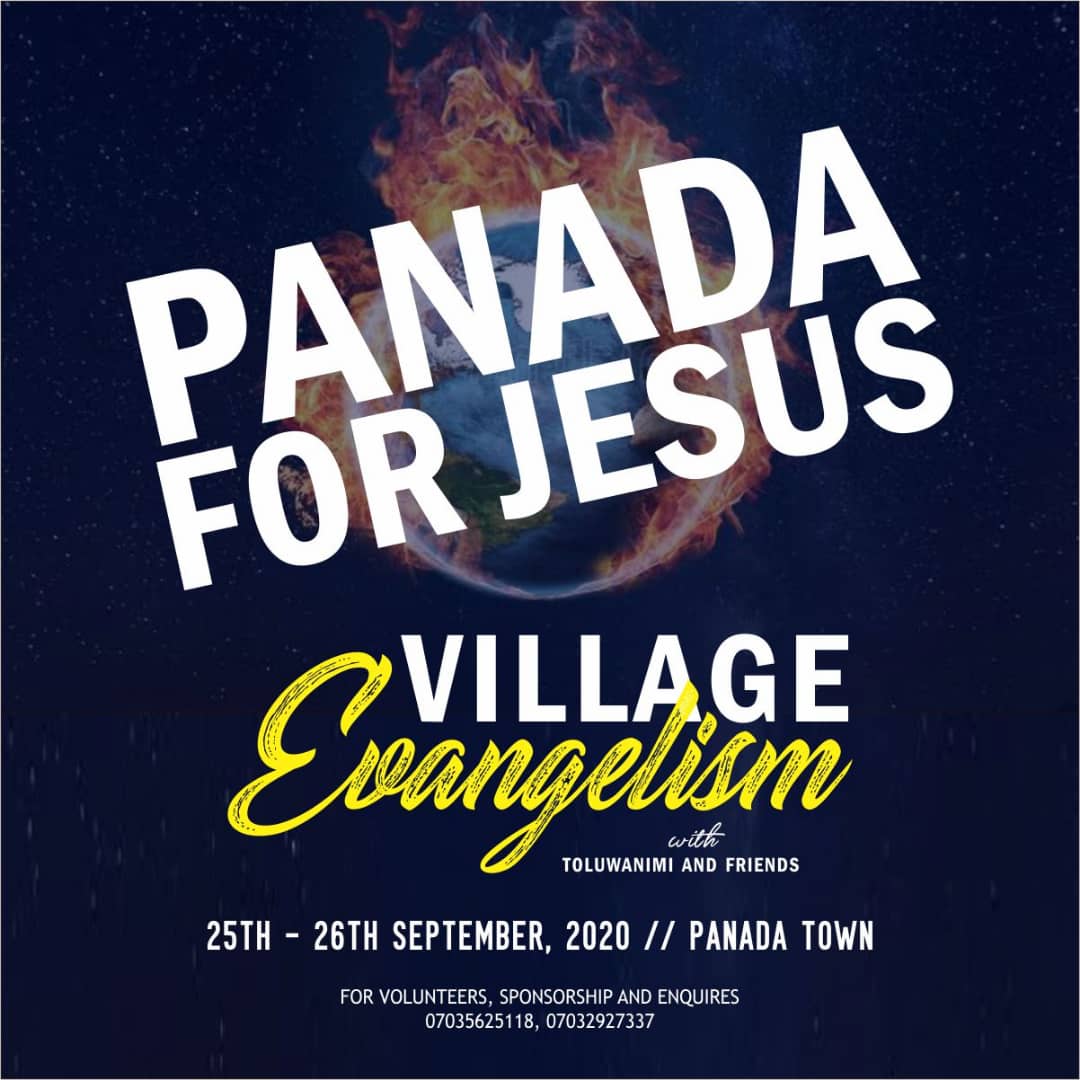 PANADA
FOR JESUS
VILLAGE
Evangelism
with
TOLUWANIMI AND FRIENDS
25TH - 26TH SEPTEMBER, 2020 // PANADA TOWN
FOR VOLUNTEERS, SPONSORSHIP AND ENQUIRES
07035625118, 07032927337